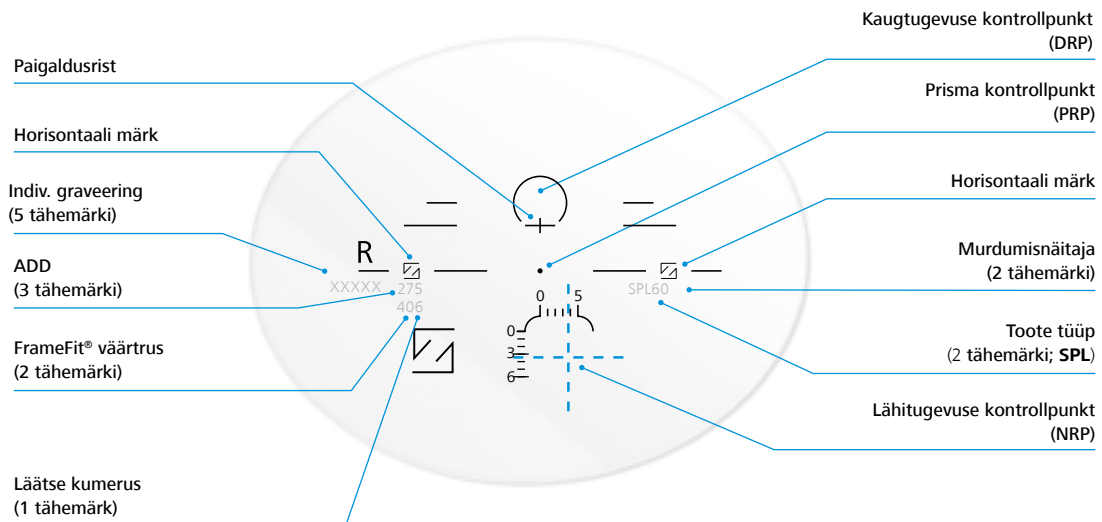 Paigaldusrist
Horisontaali märk
Indiv. graveering
(5 tähemärki)
ADD
(3 tähemärki)
FrameFit® väärtrus
(2 tähemärki)
Läätse kumerus
(1 tähemärk)
R
XXXXX 275
406
SPL60
0 5
0
3
6
Kaugtugevuse kontrollpunkt
(DRP)
Prisma kontrollpunkt
(PRP)
Horisontaali märk
Murdumisnäitaja
(2 tähemärki)
Toote tüüp
(2 tähemärki; SPL)
Lähitugevuse kontrollpunkt
(NRP)